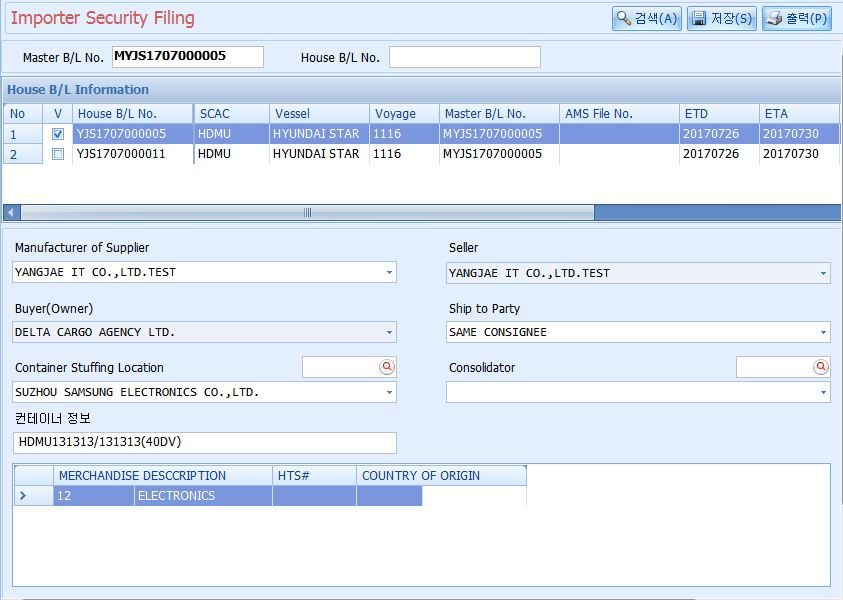 Importer Security Filing 검색(A) 저장(S) 출력(P)
Master B/L No. MYJS1707000005 House B/L No.
House B/L Information
No V House B/L No. SCAC Vessel Voyage Master B/L No. AMS File No. ETD ETA
1 YJS1707000005 HDMU HYUNDAI STAR 1116 MYJS1707000005 20170726 20170730
2 YJS1707000011 HDMU HYUNDAI STAR 1116 MYJS1707000005 20170726 20170730
Manufacturer of Supplier Seller
YANGJAE IT CO.,LTD.TEST YANGJAE IT CO.,LTD.TEST
Buyer(Owner) Ship to Party
DELTA CARGO AGENCY LTD. SAME CONSIGNEE
Container Stuffing Location Consolidator
SUZHOU SAMSUNG ELECTRONICS CO.,LTD.
컨테이너 정보
HDMU131313/131313(40DV)
MERCHANDISE DESCCRIPTION HTS# COUNTRY OF ORIGIN
12 ELECTRONICS